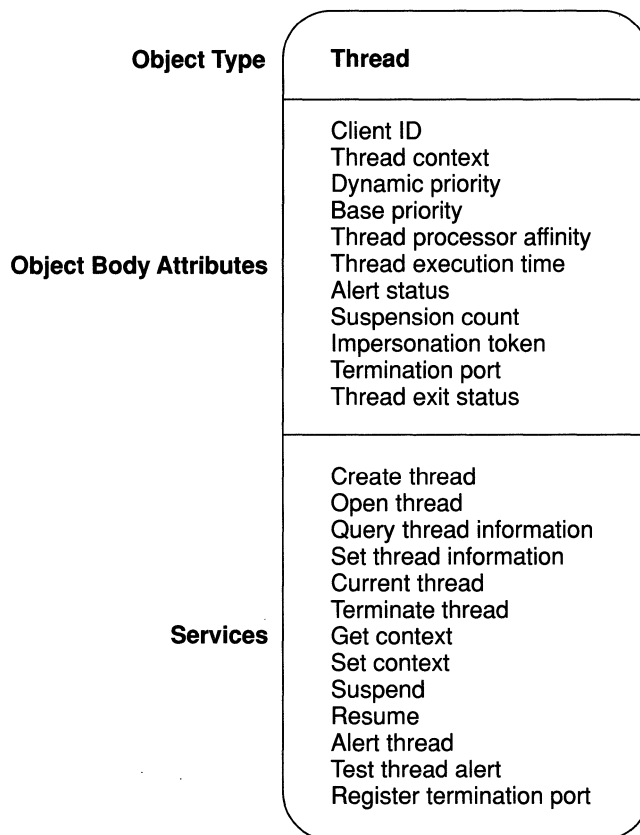 Object Type Thread
Client ID
Thread context
Dynamic priority
Base priority
Thread processor affinity
Object Body Attributes Thread execution time
Alert status
Suspension count
Impersonation token
Termination port
Thread exit status
Create thread
Open thread
Query thread information
Set thread information
Current thread
Terminate thread
Services Get context
Set context
Suspend
Resume
Alert thread
Test thread alert
Register termination port